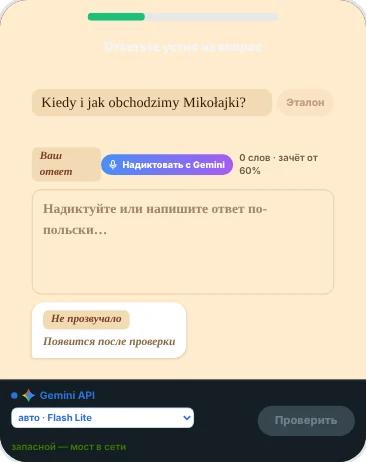 Ответьте устно на вопрос
Kiedy i jak obchodzimy Mikołajki?
Эталон
Ваш
ответ
Надиктовать с Gemini
0 слов · зачёт от
60%
Надиктуйте или напишите ответ по-
польски…
Не прозвучало
Появится после проверки
Gemini API
авто · Flash Lite
Проверить
запасной — мост в сети